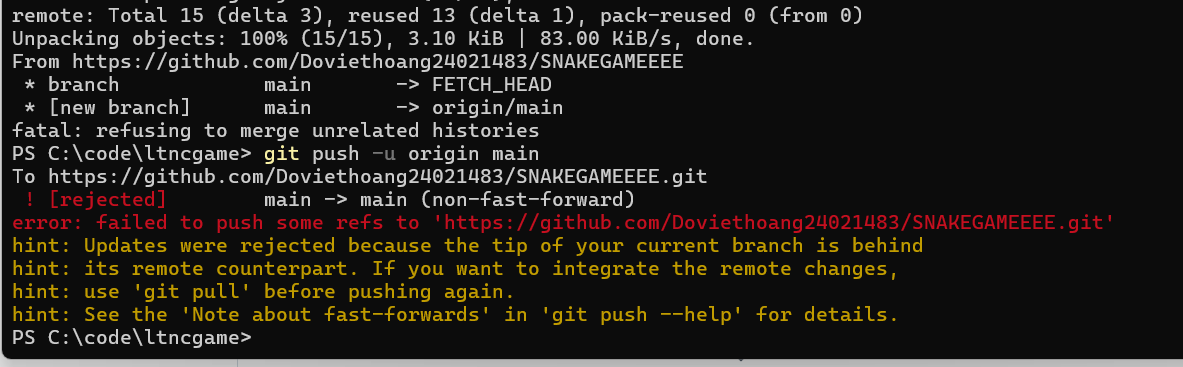 remote: Total 15 (delta 3), reused 13 (delta 1), pack-reused 0 (from 0)
Unpacking objects: 100% (15/15), 3.10 KiB | 83.00 KiB/s, done.
From https://github.com/Doviethoang24021483/SNAKEGAMEEEE
 * branch            main       -> FETCH_HEAD
 * [new branch]      main       -> origin/main
fatal: refusing to merge unrelated histories
PS C:\code\ltncgame> git push -u origin main
To https://github.com/Doviethoang24021483/SNAKEGAMEEEE.git
 ! [rejected]        main -> main (non-fast-forward)
error: failed to push some refs to 'https://github.com/Doviethoang24021483/SNAKEGAMEEEE.git'
hint: Updates were rejected because the tip of your current branch is behind
hint: its remote counterpart. If you want to integrate the remote changes,
hint: use 'git pull' before pushing again.
hint: See the 'Note about fast-forwards' in 'git push --help' for details.
PS C:\code\ltncgame>